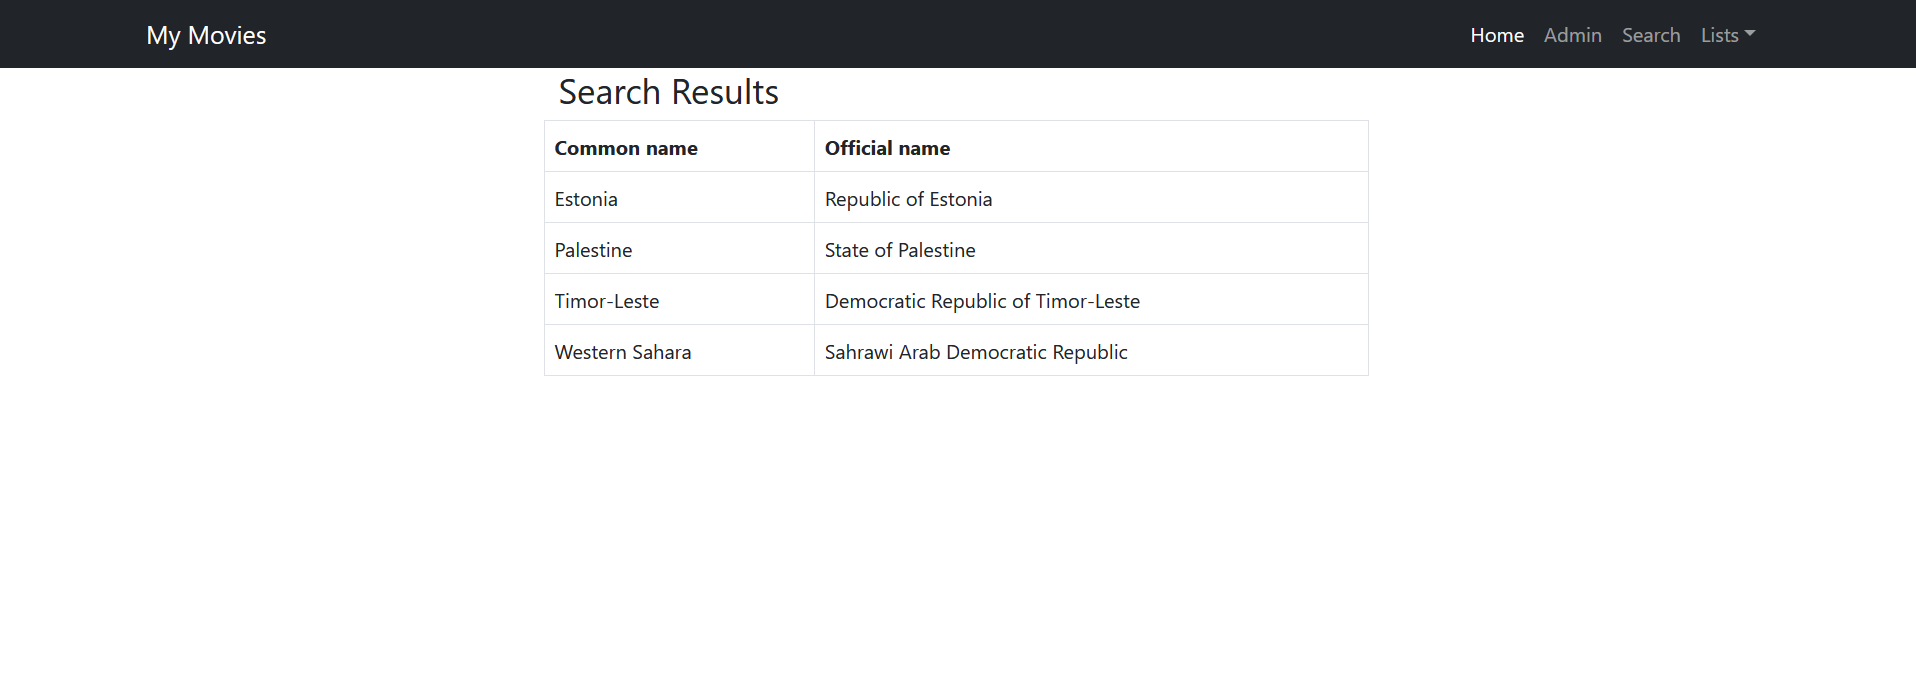 My Movies Home Admin Search Lists
Search Results
Common name Official name
Estonia Republic of Estonia
Palestine State of Palestine
Timor-Leste Democratic Republic of Timor-Leste
Western Sahara Sahrawi Arab Democratic Republic